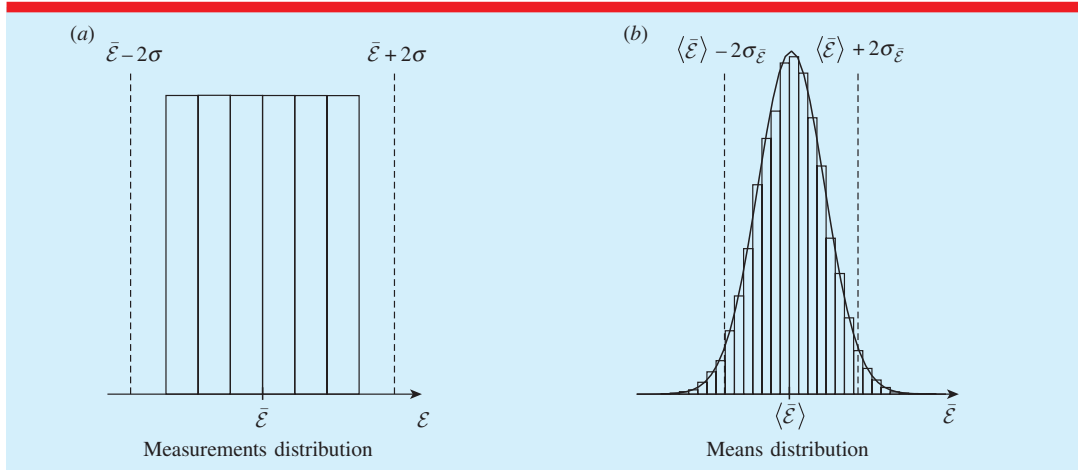 (a)
ℰ̄ − 2σ ℰ̄ + 2σ
ℰ̄ ℰ
Measurements distribution
(b)
⟨ℰ̄⟩ − 2σ_ℰ̄ ⟨ℰ̄⟩ + 2σ_ℰ̄
⟨ℰ̄⟩ ℰ̄
Means distribution